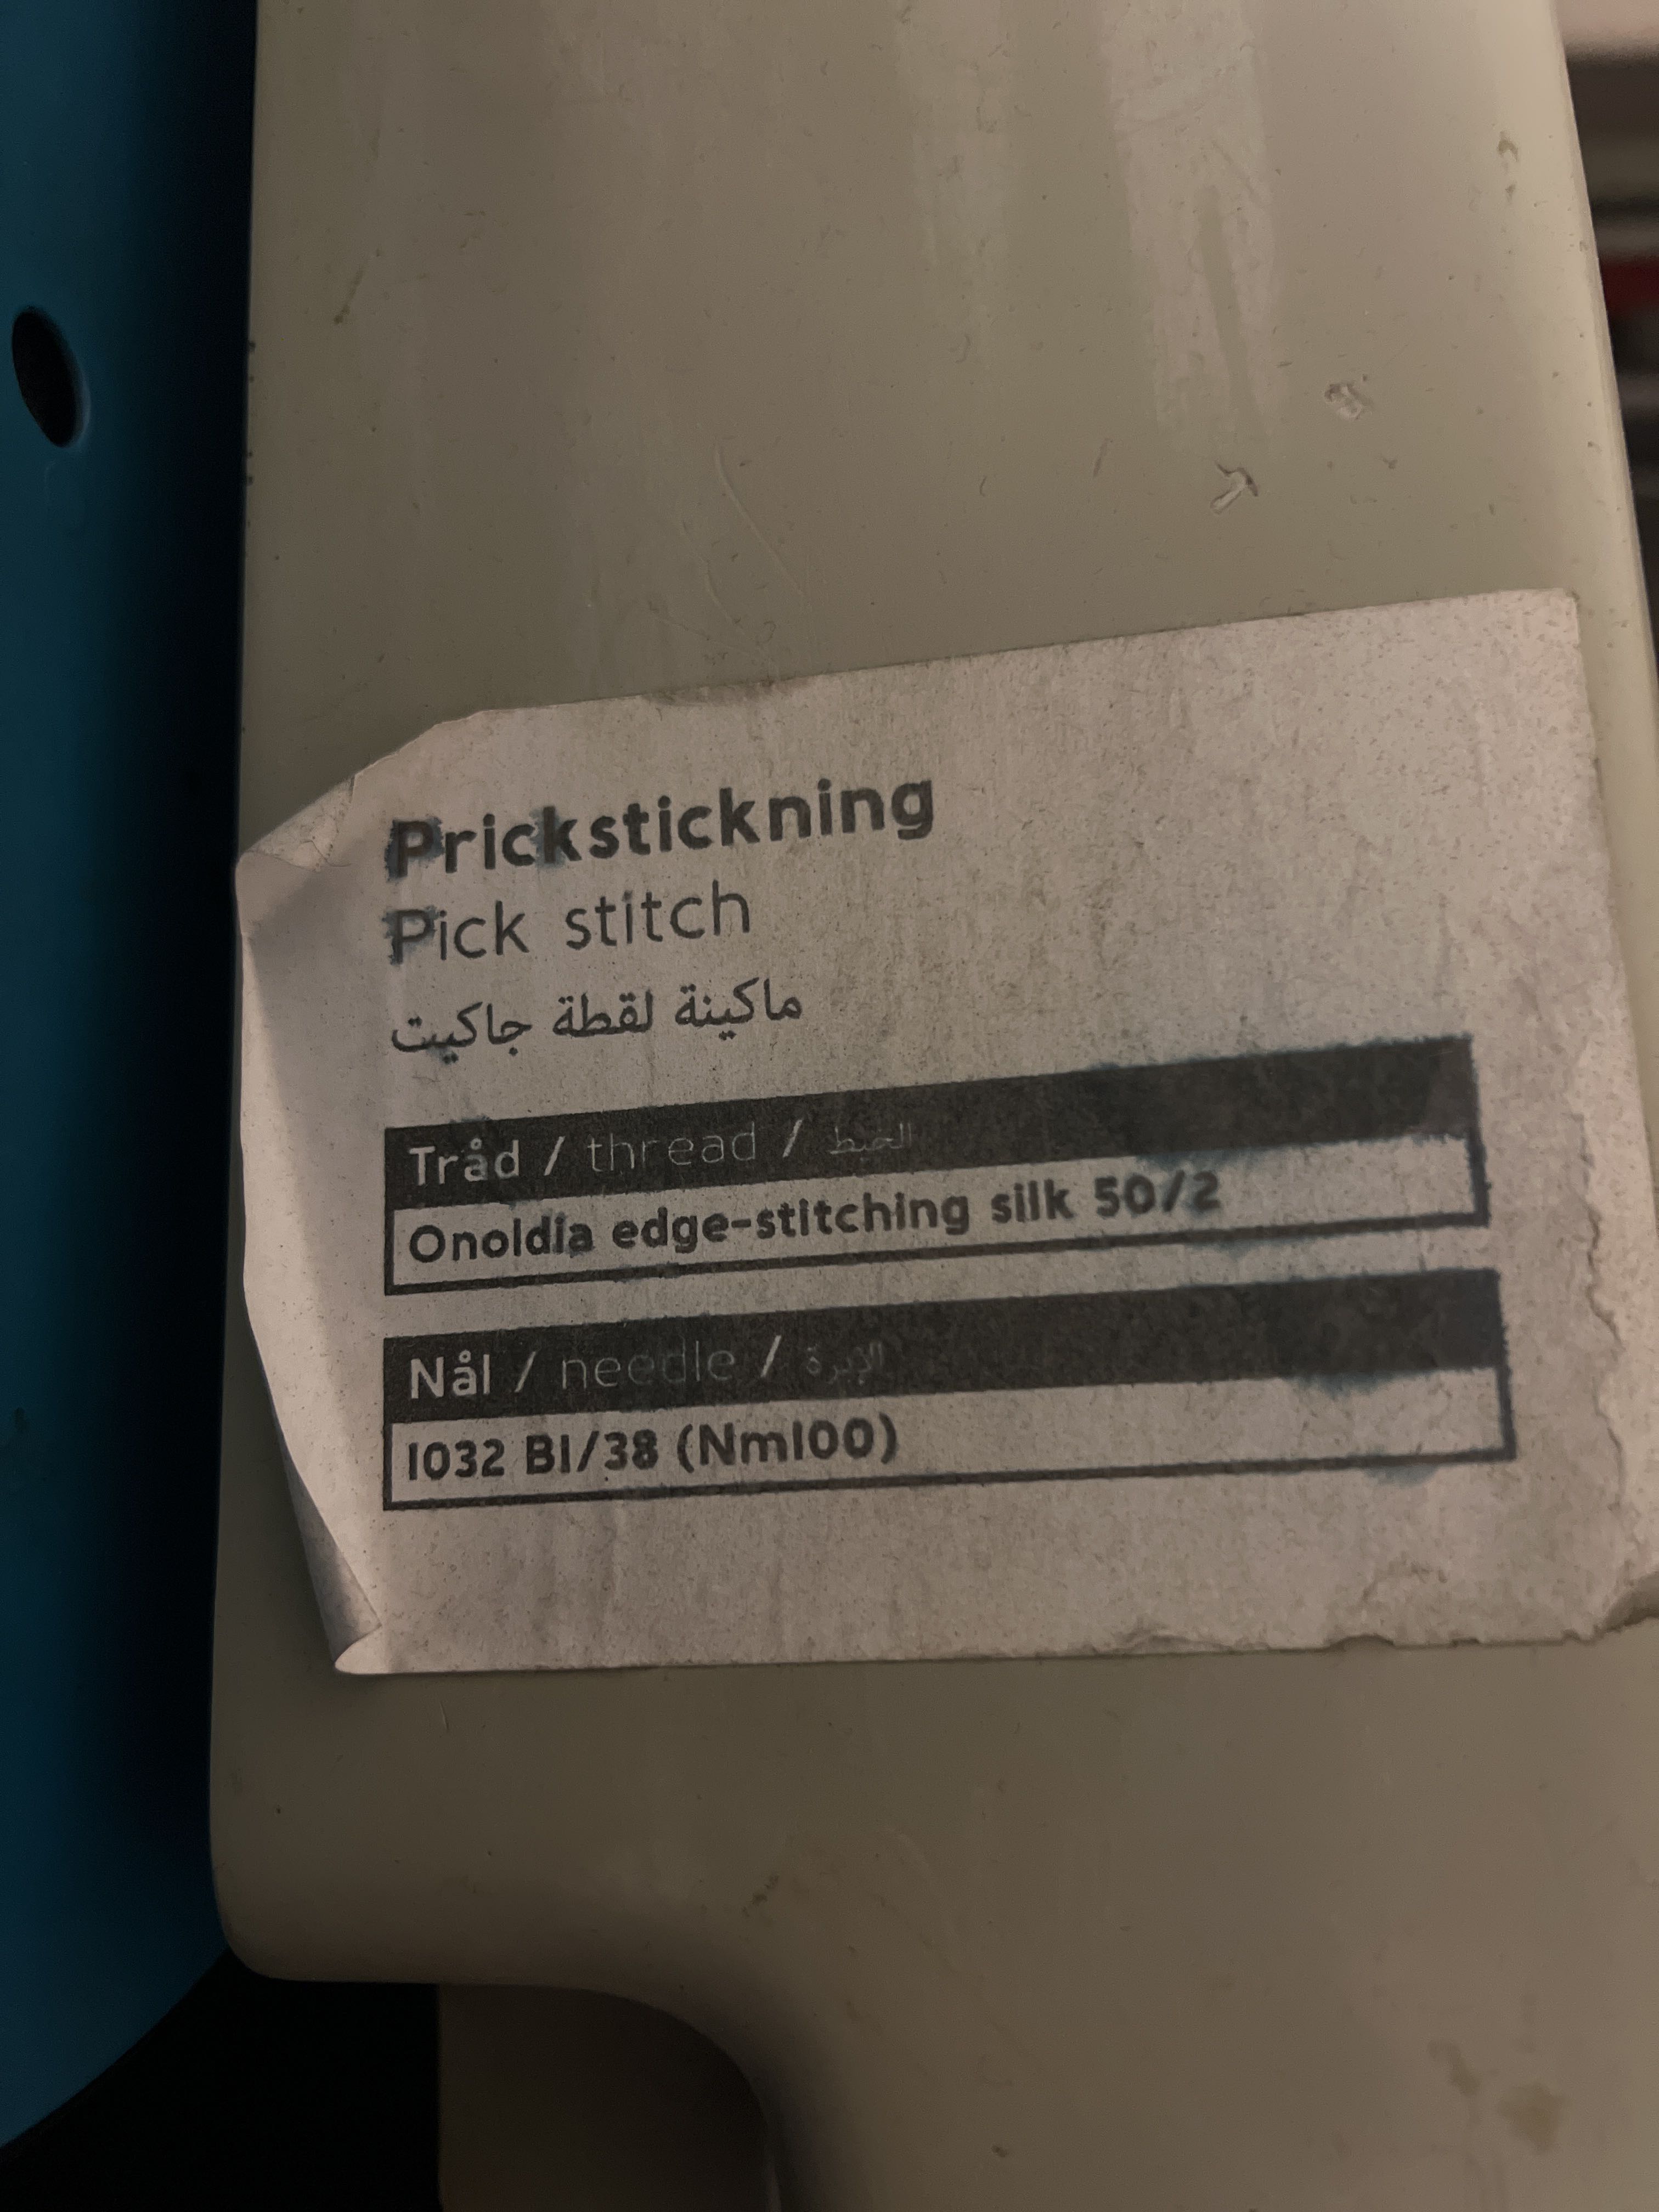 Prickstickning
Pick stitch
ماكينة لقطة جاكيت
Tråd / thread / الخيط
Onoldia edge-stitching silk 50/2
Nål / needle / الإبرة
1032 B1/38 (Nm100)